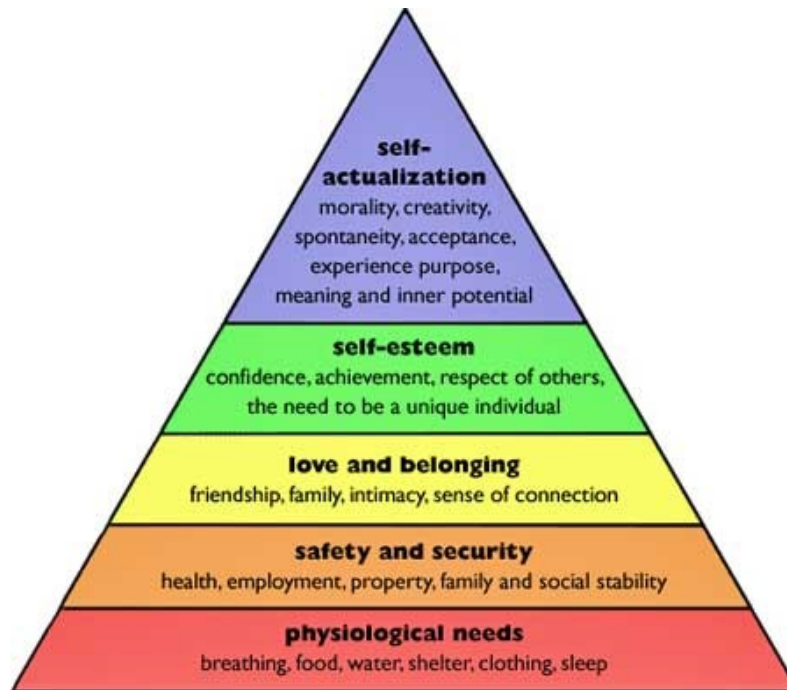 self-
actualization
morality, creativity,
spontaneity, acceptance,
experience purpose,
meaning and inner potential
self-esteem
confidence, achievement, respect of others,
the need to be a unique individual
love and belonging
friendship, family, intimacy, sense of connection
safety and security
health, employment, property, family and social stability
physiological needs
breathing, food, water, shelter, clothing, sleep